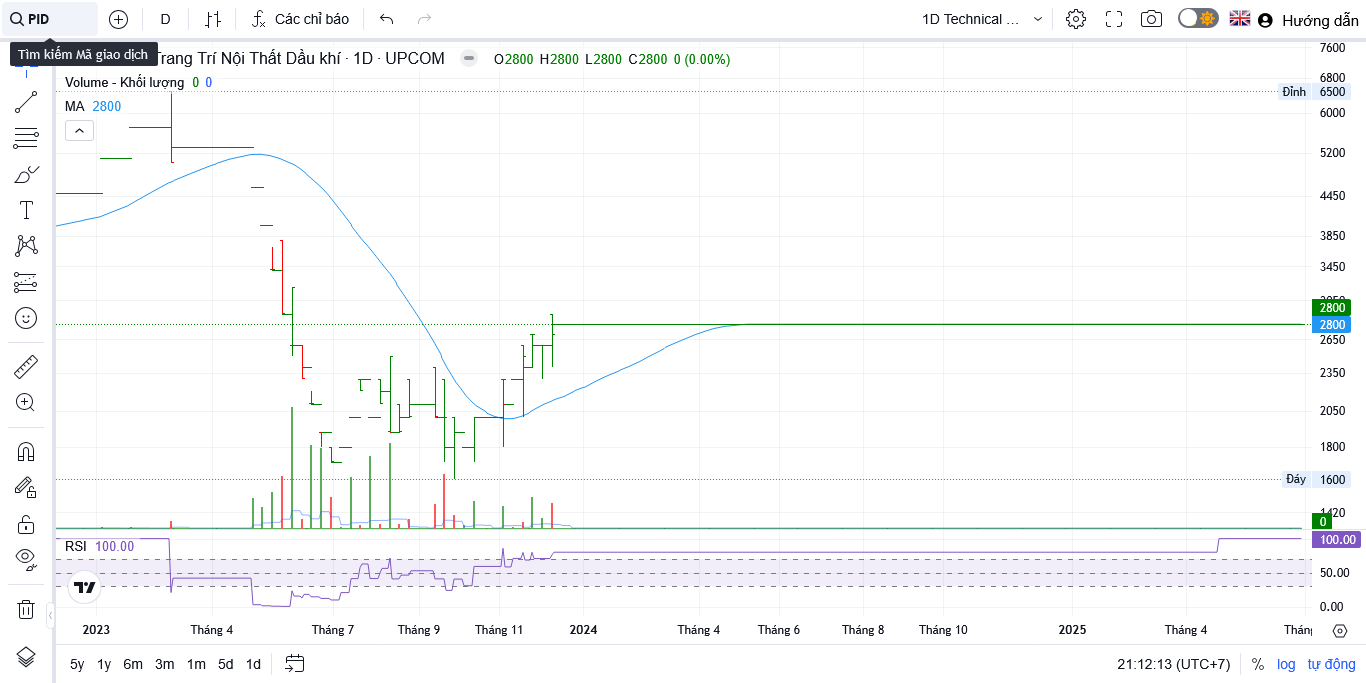 PID
D
Các chỉ báo
1D Technical ...
Hướng dẫn
Tìm kiếm Mã giao dịch
Trang Trí Nội Thất Dầu khí · 1D · UPCOM
O2800 H2800 L2800 C2800 0 (0.00%)
Volume - Khối lượng 0 0
MA 2800
7600
6800
Đỉnh 6500
6000
5200
4450
3850
3450
2800
2800
2650
2350
2050
1800
Đáy 1600
1420
0
RSI 100.00
100.00
50.00
0.00
2023 Tháng 4 Tháng 7 Tháng 9 Tháng 11 2024 Tháng 4 Tháng 6 Tháng 8 Tháng 10 2025 Tháng 4 Thán
5y 1y 6m 3m 1m 5d 1d
21:12:13 (UTC+7) % log tự động